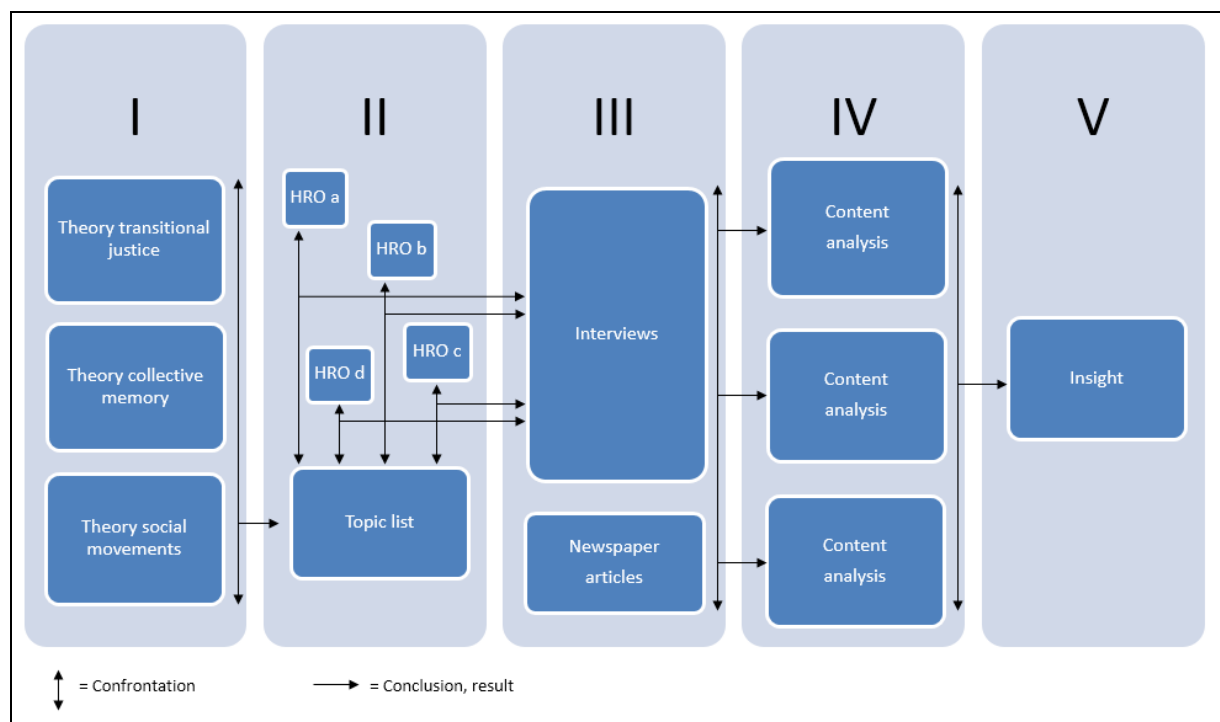 I
II
III
IV
V
Theory transitional
justice
Theory collective
memory
Theory social
movements
HRO a
HRO b
HRO c
HRO d
Topic list
Interviews
Newspaper
articles
Content
analysis
Content
analysis
Content
analysis
Insight
= Confrontation
= Conclusion, result